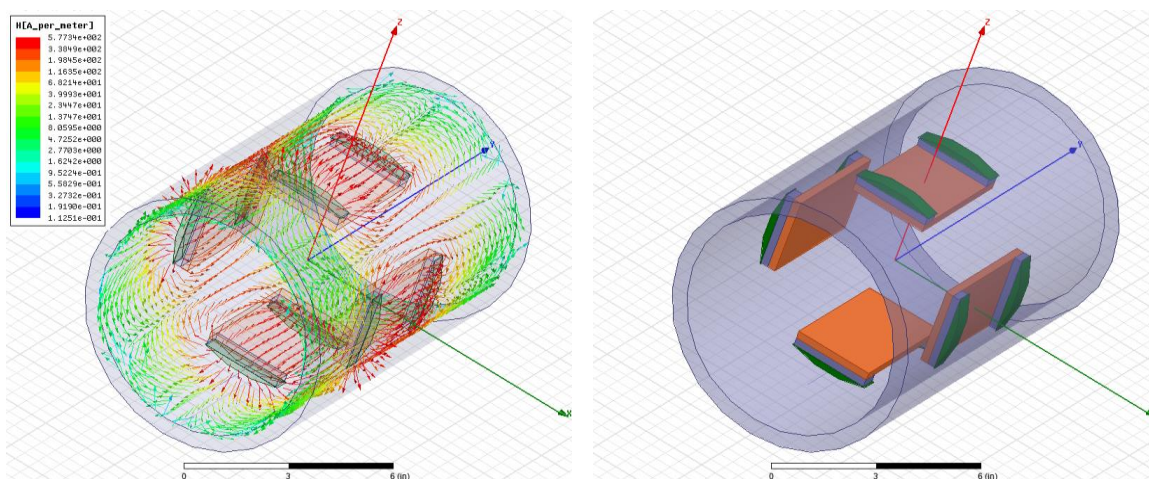 H[A_per_meter]
5.7734e+002
3.3849e+002
1.9845e+002
1.1635e+002
6.8214e+001
3.9993e+001
2.3447e+001
1.3747e+001
8.0595e+000
4.7252e+000
2.7703e+000
1.6242e+000
9.5224e-001
5.5829e-001
3.2732e-001
1.9190e-001
1.1251e-001
Z
Y
X
0 3 6 (in)
Z
Y
0 3 6 (in)